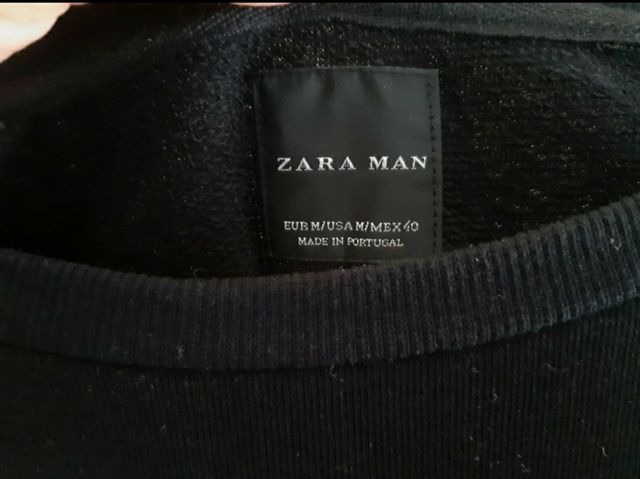 ZARA MAN
EUR M/USA M/MEX 40
MADE IN PORTUGAL